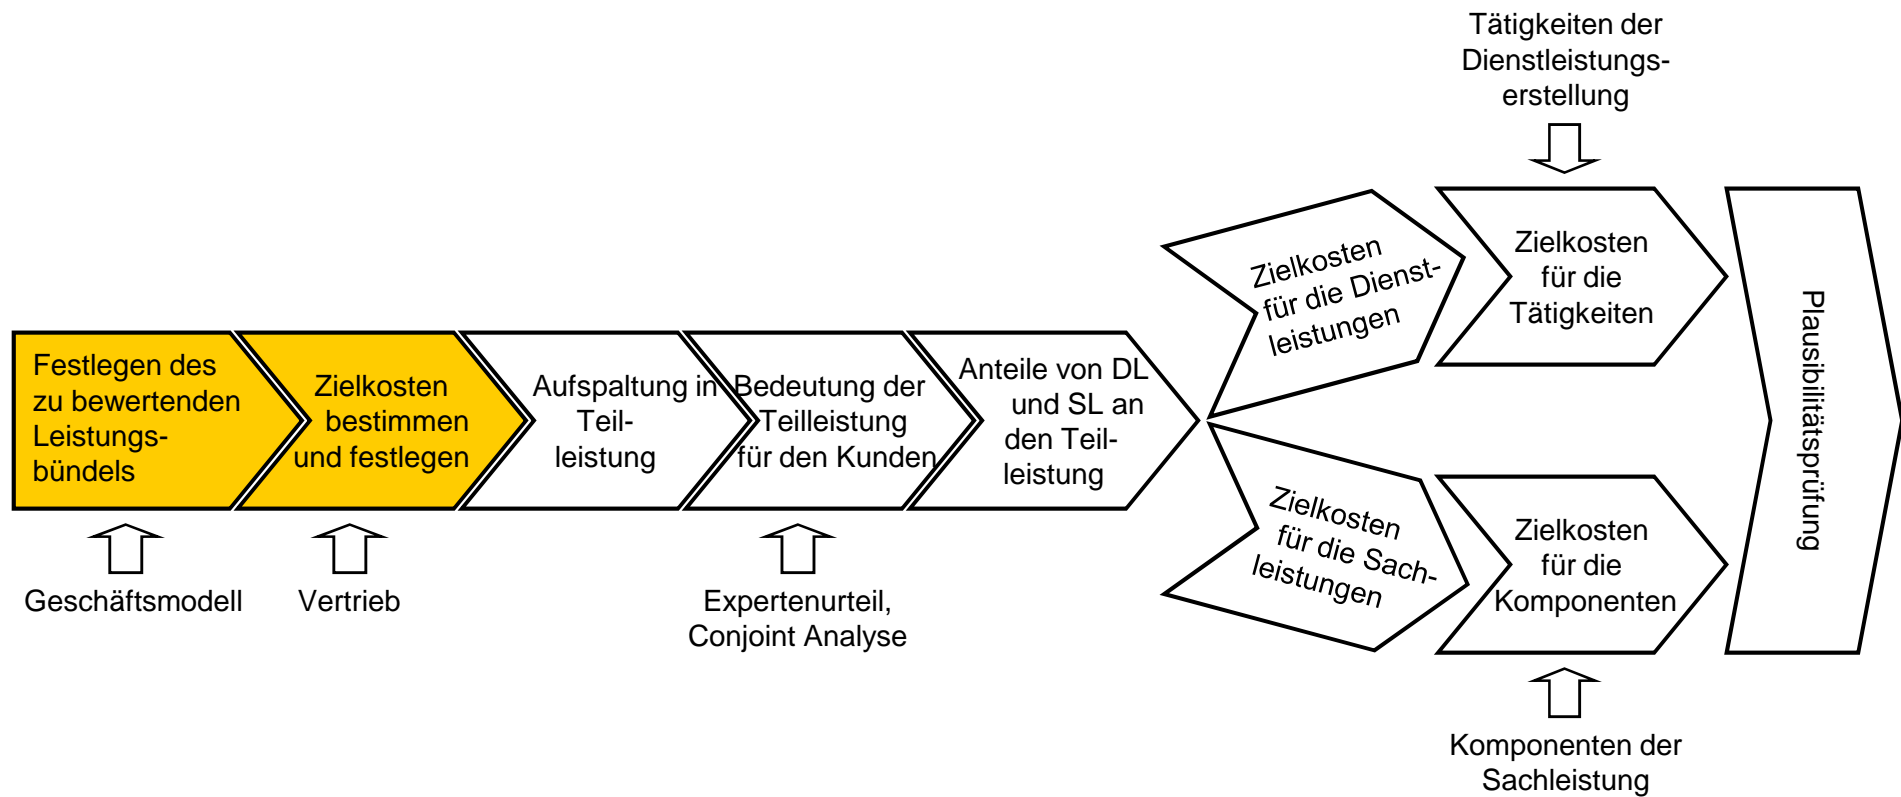 Tätigkeiten der
Dienstleistungs-
erstellung
Festlegen des
zu bewertenden
Leistungs-
bündels
Zielkosten
bestimmen
und festlegen
Aufspaltung in
Teil-
leistung
Bedeutung der
Teilleistung
für den Kunden
Anteile von DL
und SL an
den Teil-
leistung
Zielkosten
für die Dienst-
leistungen
Zielkosten
für die
Tätigkeiten
Zielkosten
für die Sach-
leistungen
Zielkosten
für die
Komponenten
Plausibilitätsprüfung
Geschäftsmodell
Vertrieb
Expertenurteil,
Conjoint Analyse
Komponenten der
Sachleistung